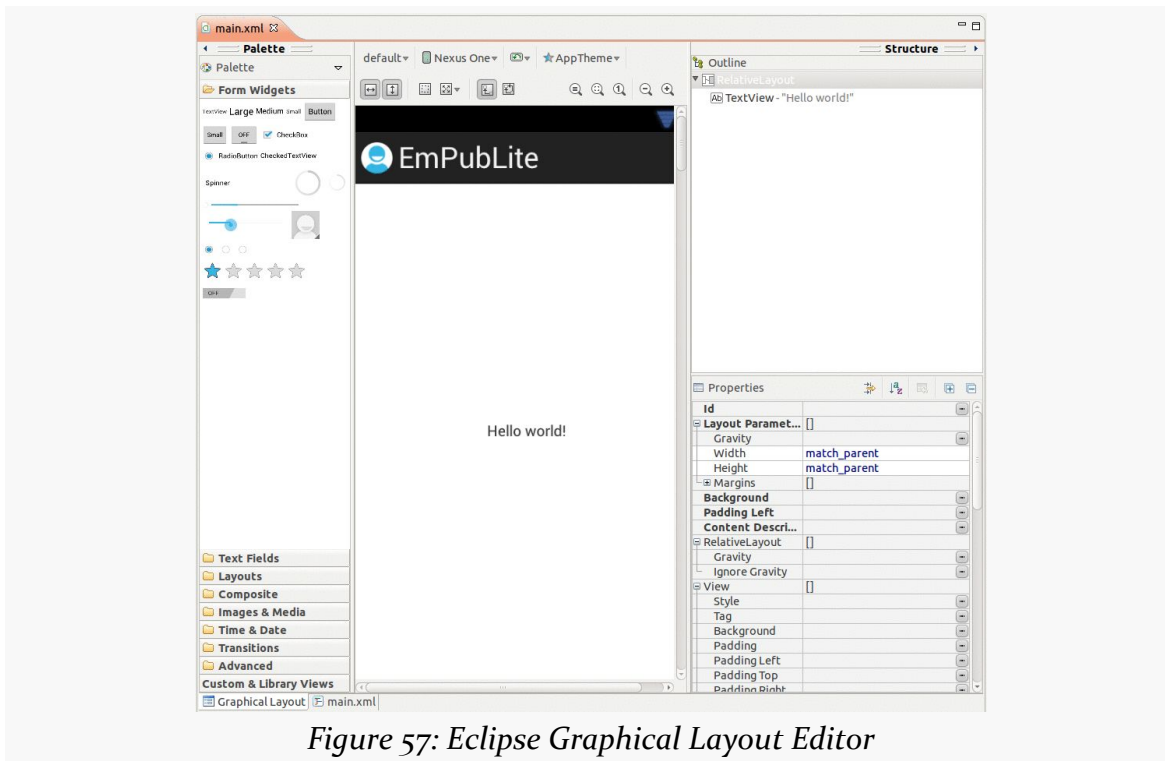 main.xml
Palette
Palette
Form Widgets
TextView Large Medium Small Button
Small OFF CheckBox
RadioButton CheckedTextView
Spinner
OFF
Text Fields
Layouts
Composite
Images & Media
Time & Date
Transitions
Advanced
Custom & Library Views
Graphical Layout main.xml
default Nexus One AppTheme
EmPubLite
Hello world!
Structure
Outline
RelativeLayout
Ab TextView - "Hello world!"
Properties
Id
Layout Paramet... []
Gravity
Width match_parent
Height match_parent
Margins []
Background
Padding Left
Content Descri...
RelativeLayout []
Gravity
Ignore Gravity
View []
Style
Tag
Background
Padding
Padding Left
Padding Top
Padding Right
Figure 57: Eclipse Graphical Layout Editor